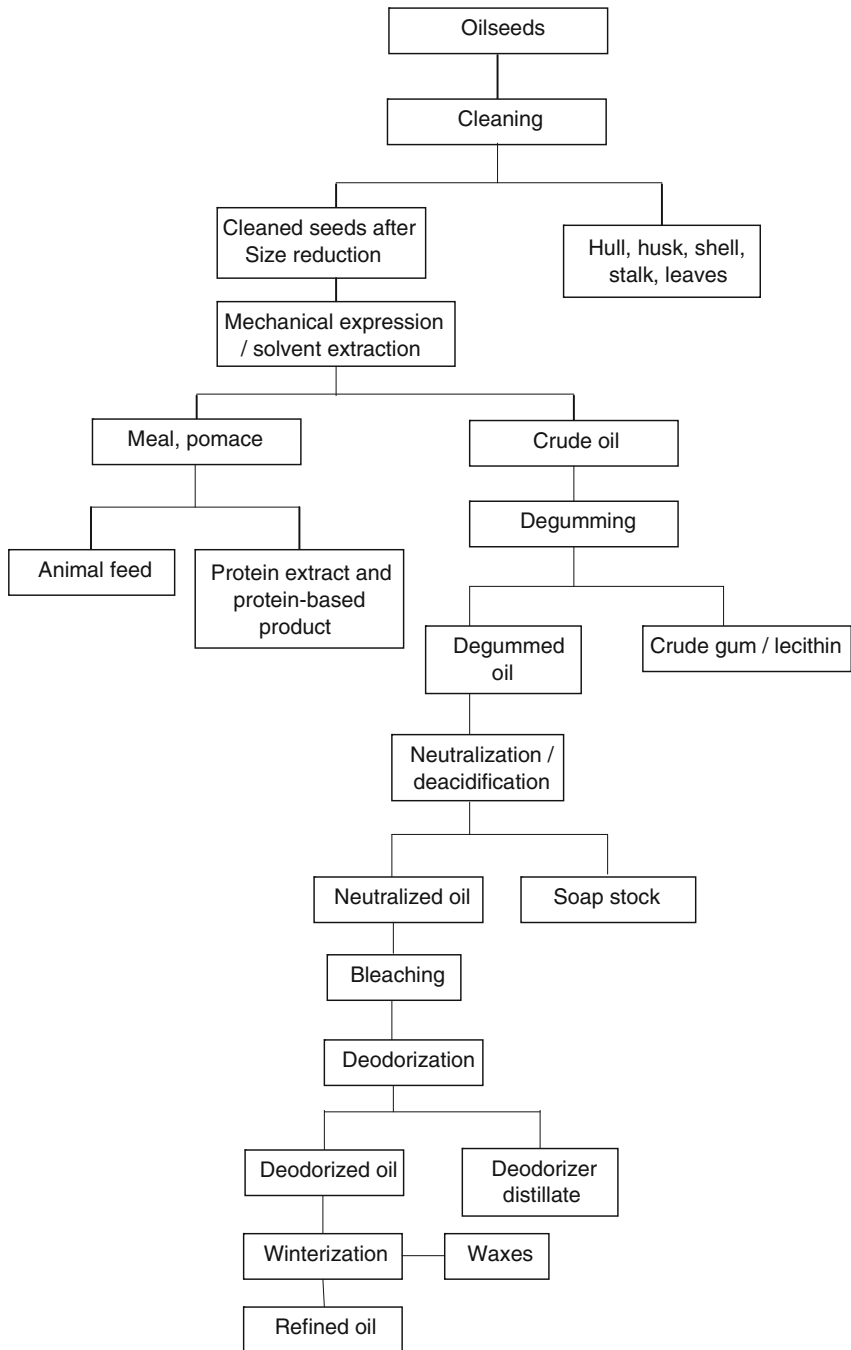 Oilseeds
Cleaning
Cleaned seeds after
Size reduction
Hull, husk, shell,
stalk, leaves
Mechanical expression
/ solvent extraction
Meal, pomace
Crude oil
Degumming
Animal feed
Protein extract and
protein-based
product
Degummed
oil
Crude gum / lecithin
Neutralization /
deacidification
Neutralized oil
Soap stock
Bleaching
Deodorization
Deodorized oil
Deodorizer
distillate
Winterization
Waxes
Refined oil